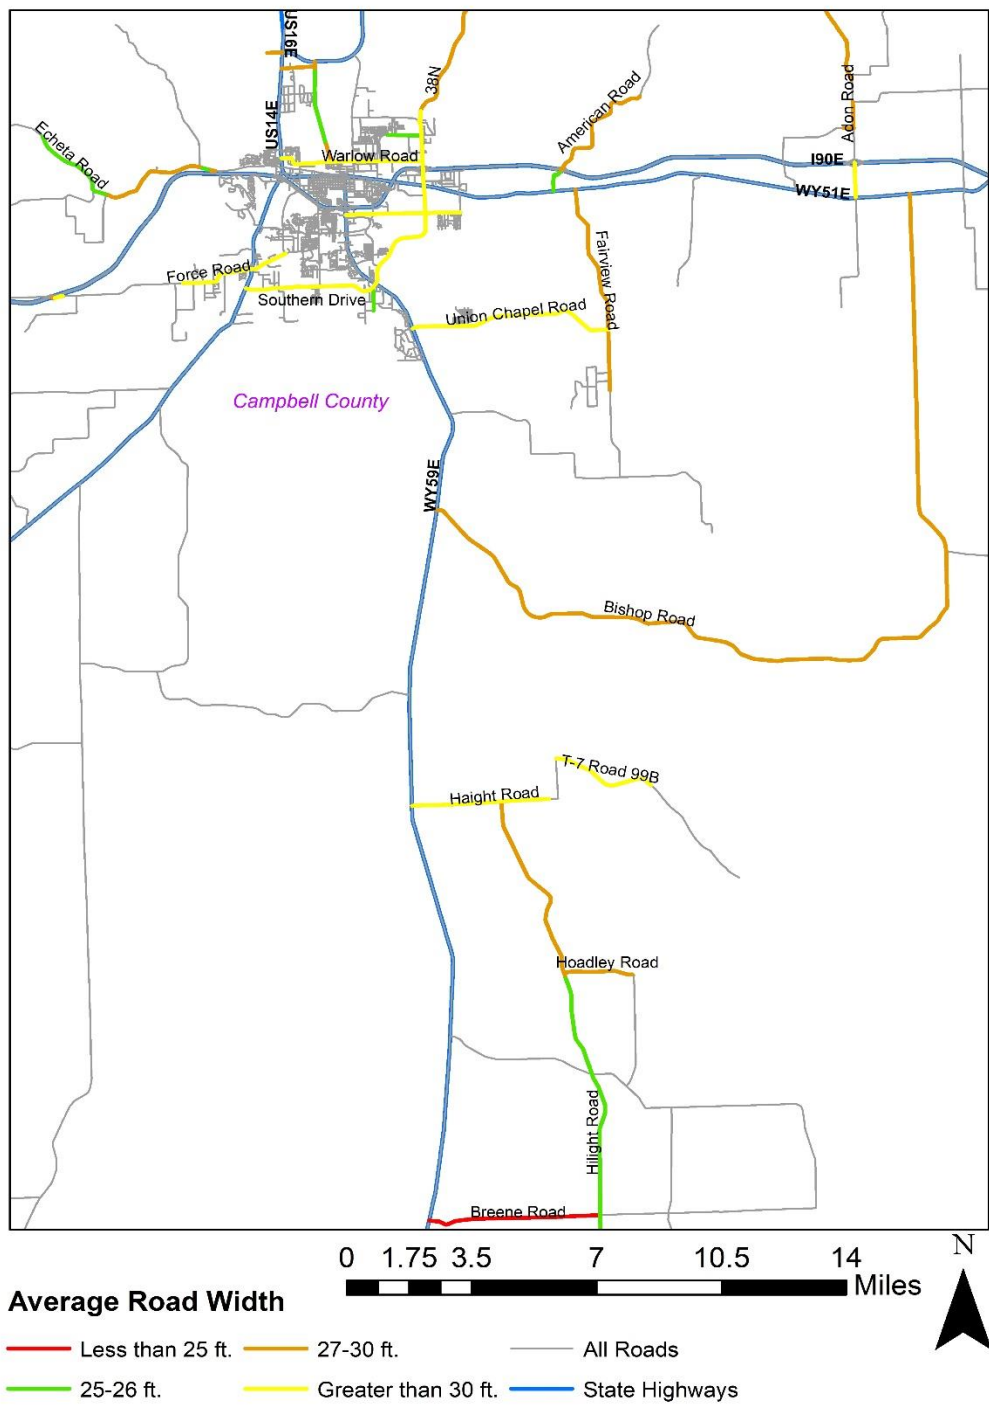 US16E
38N
US14E
American Road
Adon Road
Echeta Road
Warlow Road
I90E
WY51E
Fairview Road
Force Road
Southern Drive
Union Chapel Road
Campbell County
WY59E
Bishop Road
T-7 Road 99B
Haight Road
Hoadley Road
Hilight Road
Breene Road
N
0 1.75 3.5 7 10.5 14
Miles
Average Road Width
Less than 25 ft. 27-30 ft. All Roads
25-26 ft. Greater than 30 ft. State Highways